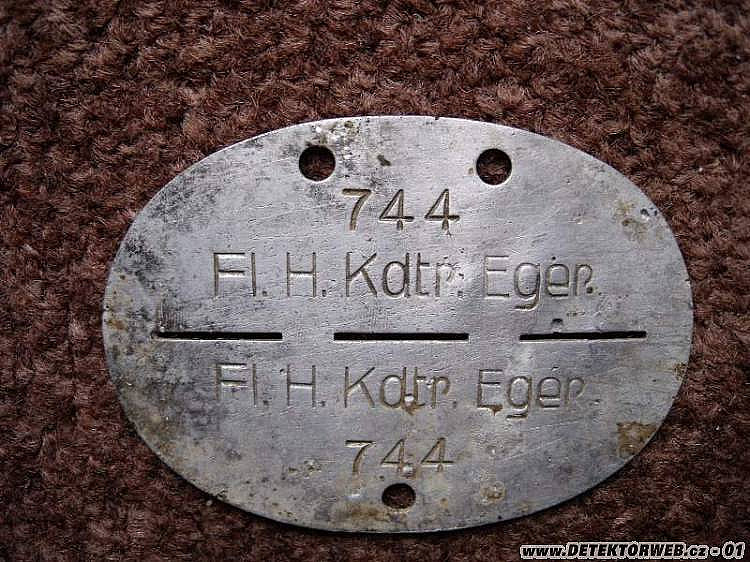 744
Fl. H. Kdtr. Eger.
Fl. H. Kdtr. Eger.
744
www.DETEKTORWEB.cz - 01